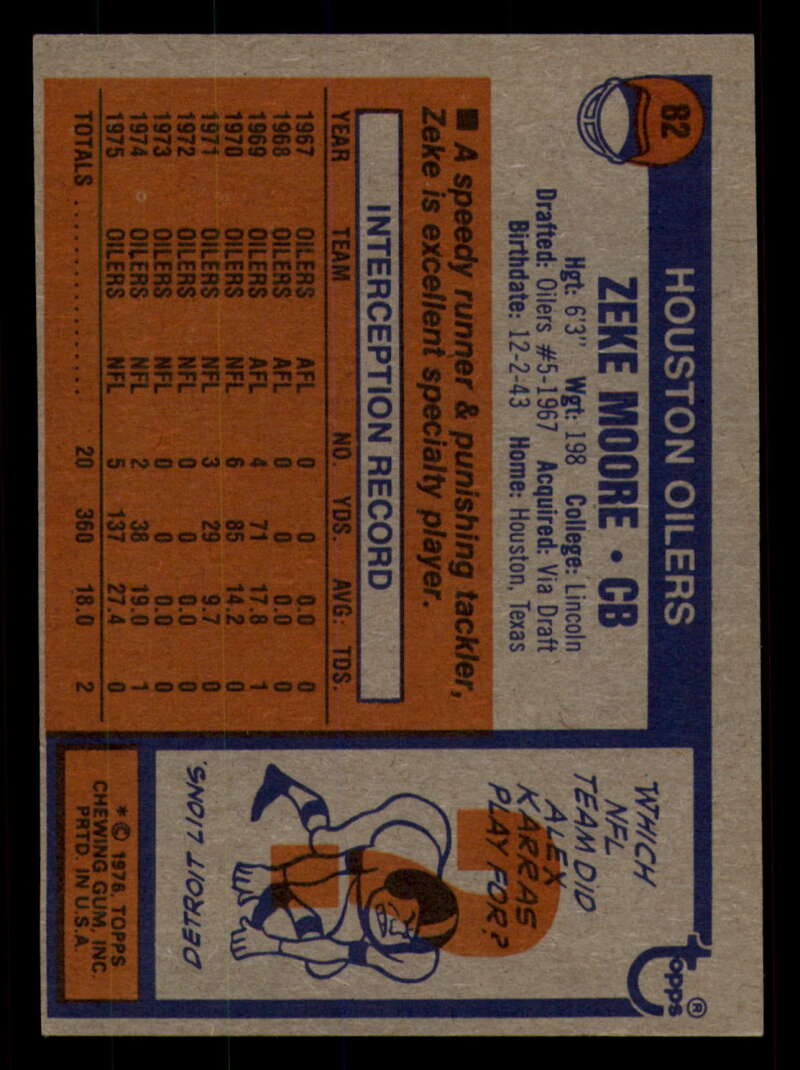 82
HOUSTON OILERS
ZEKE MOORE • CB
Hgt: 6'3" Wgt: 198 College: Lincoln
Drafted: Oilers #5-1967 Acquired: Via Draft
Birthdate: 12-2-43 Home: Houston, Texas
■ A speedy runner & punishing tackler,
Zeke is excellent specialty player.
INTERCEPTION RECORD
YEAR TEAM NO. YDS. AVG: TDS.
1967 OILERS AFL 0 0 0.0 0
1968 OILERS AFL 0 0 0.0 0
1969 OILERS AFL 4 71 17.8 1
1970 OILERS NFL 6 85 14.2 0
1971 OILERS NFL 3 29 9.7 0
1972 OILERS NFL 0 0 0.0 0
1973 OILERS NFL 0 0 0.0 0
1974 OILERS NFL 2 38 19.0 1
1975 OILERS NFL 5 137 27.4 0
TOTALS .................. 20 360 18.0 2
topps®
WHICH
NFL
TEAM DID
ALEX
KARRAS
PLAY FOR?
?
DETROIT LIONS.
*© 1976, TOPPS
CHEWING GUM, INC.
PRTD. IN U.S.A.